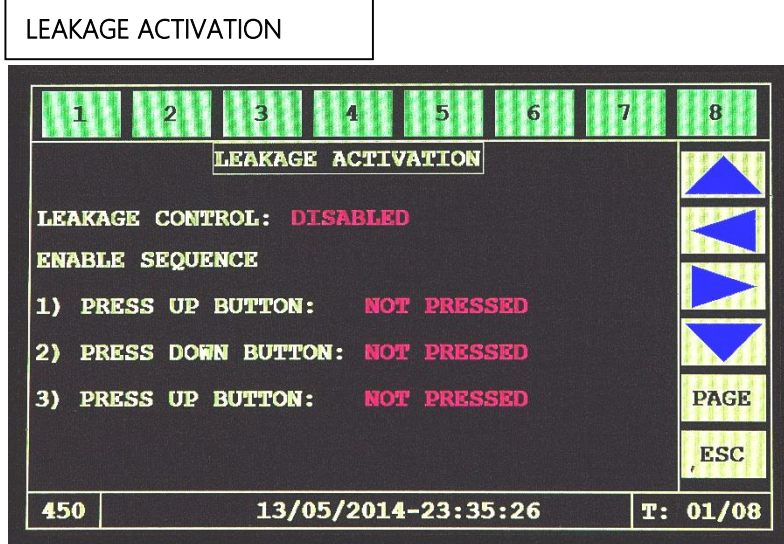 LEAKAGE ACTIVATION
1 2 3 4 5 6 7 8
LEAKAGE ACTIVATION
LEAKAGE CONTROL: DISABLED
ENABLE SEQUENCE
1) PRESS UP BUTTON: NOT PRESSED
2) PRESS DOWN BUTTON: NOT PRESSED
3) PRESS UP BUTTON: NOT PRESSED
PAGE
ESC
450 13/05/2014-23:35:26 T: 01/08